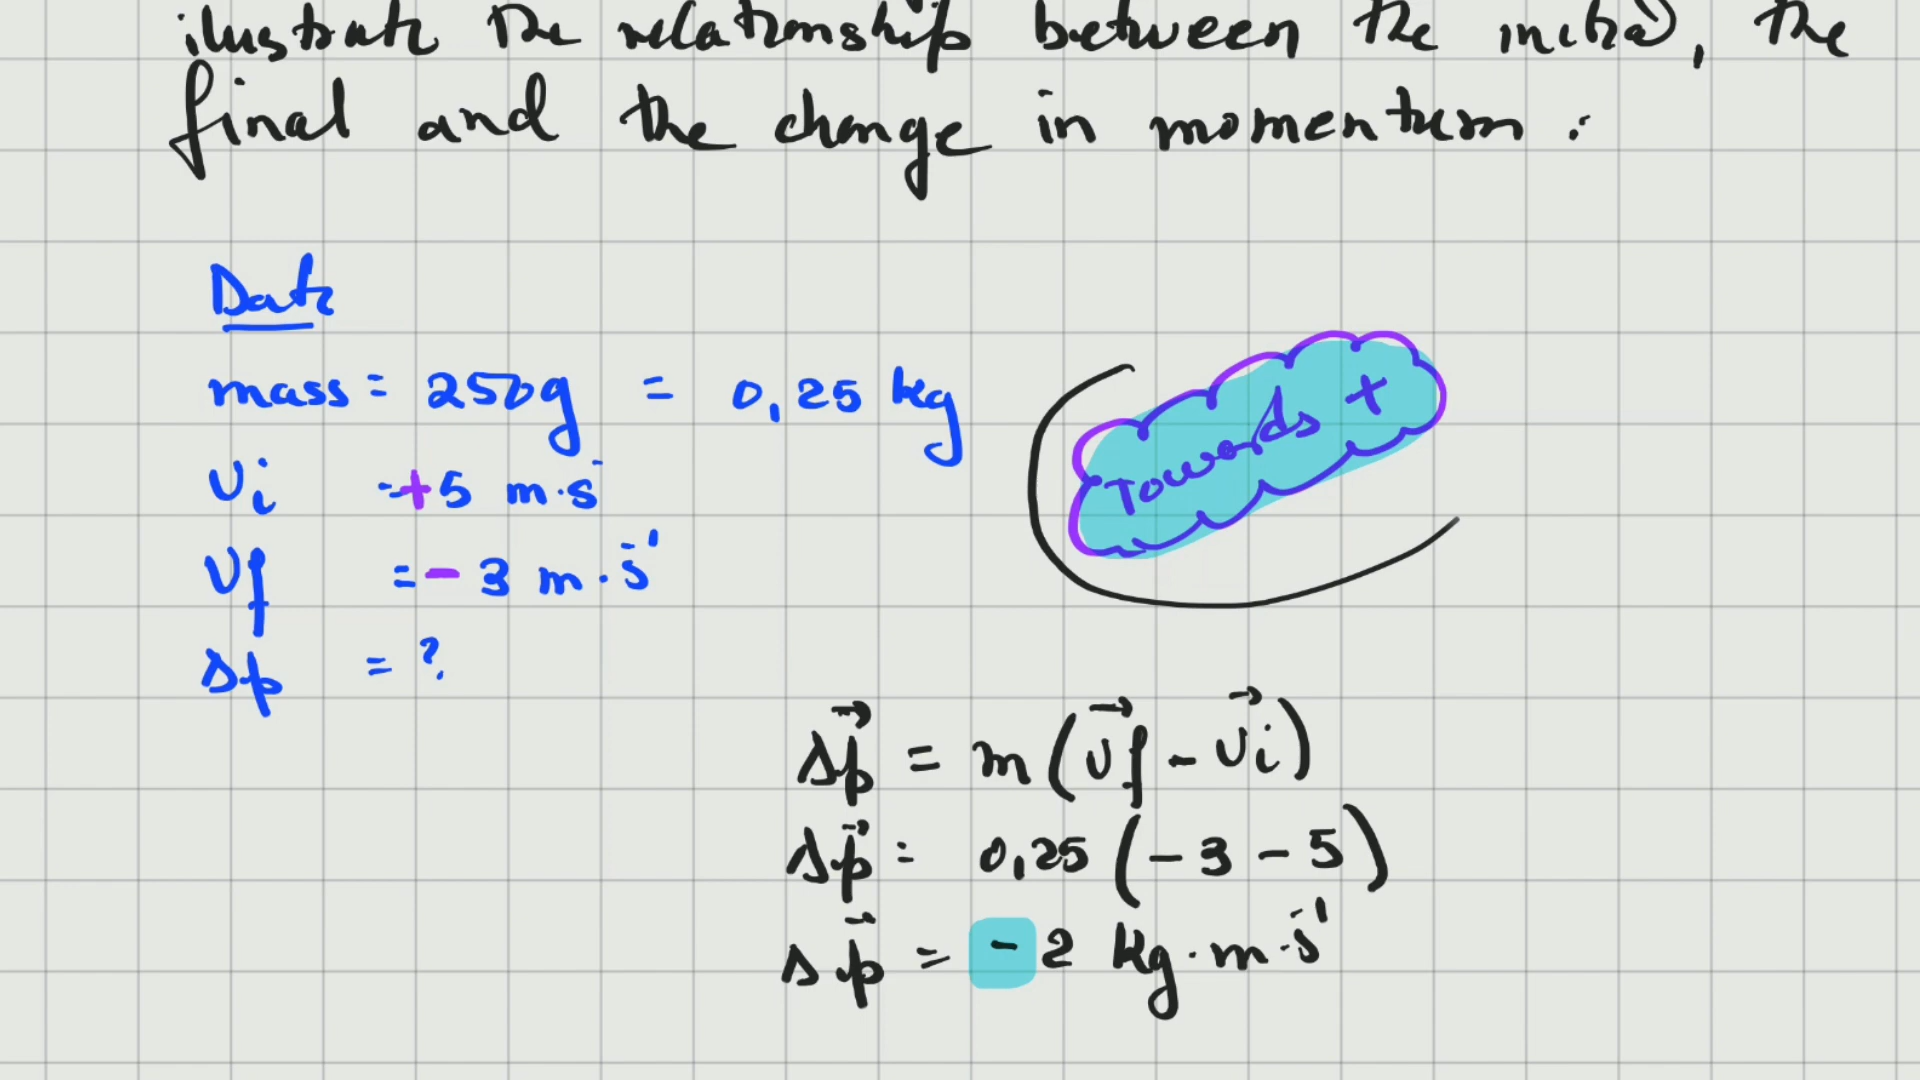 illustrate the relationship between the initial, the
final and the change in momentum.
Data
mass = 250g = 0,25 kg
Vi = +5 m·s⁻
Vf = - 3 m·s⁻¹
Δp = ?
Towards +
Δp⃗ = m(v⃗f - v⃗i)
Δp⃗ = 0,25 (-3 - 5)
Δp⃗ = -2 kg·m·s⁻¹